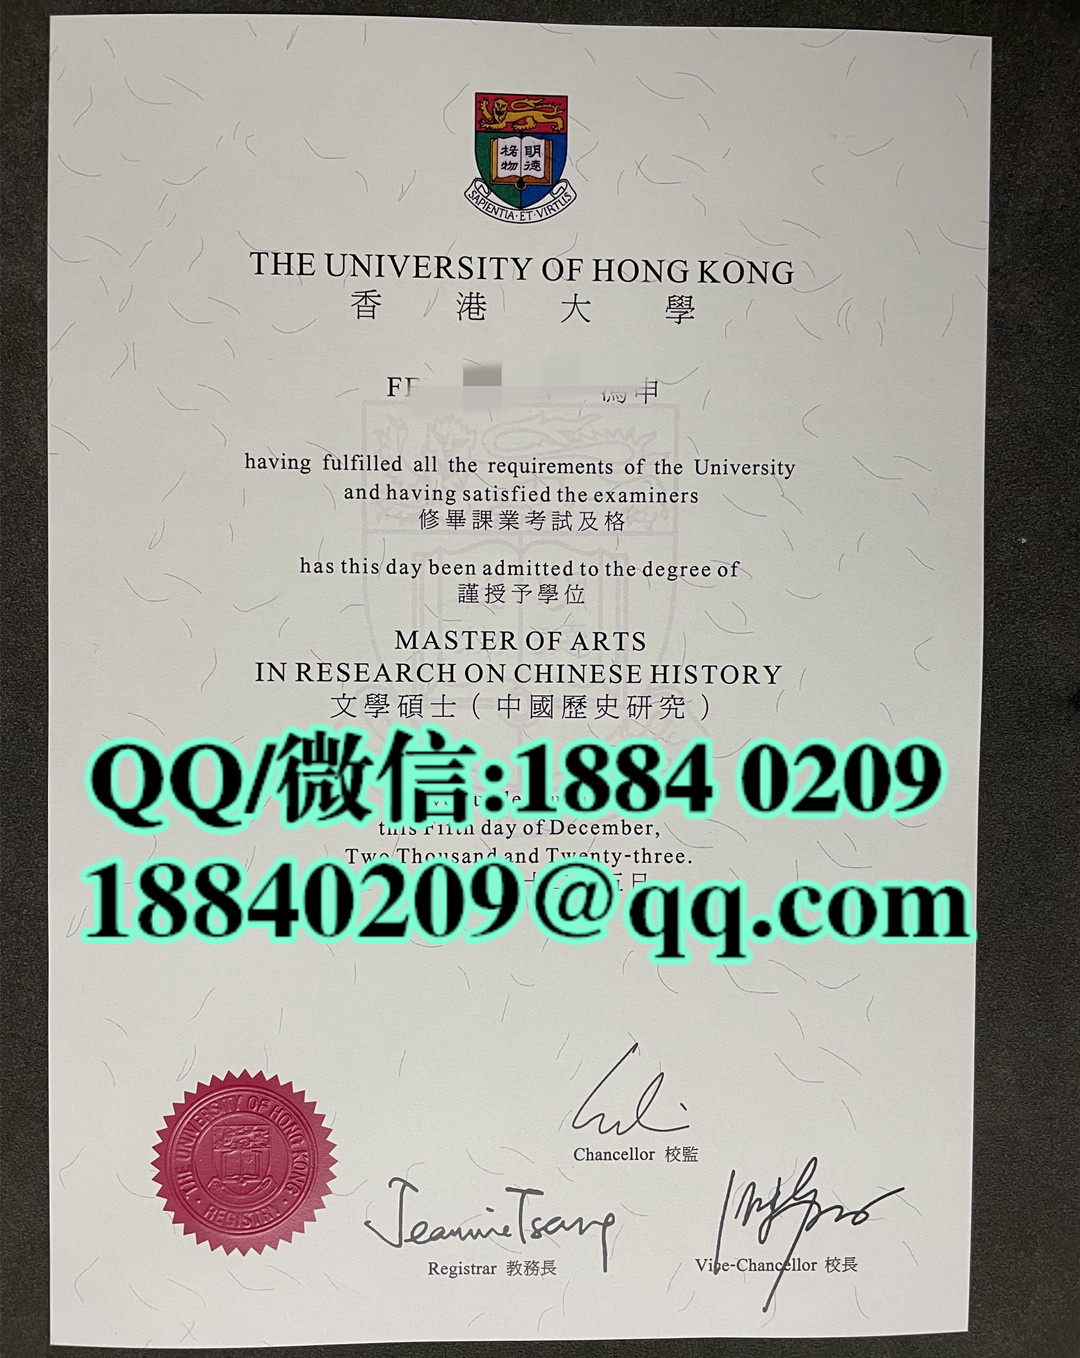 格物
明德
SAPIENTIA·ET·VIRTUS
THE UNIVERSITY OF HONG KONG
香港大學
申
having fulfilled all the requirements of the University
and having satisfied the examiners
修畢課業考試及格
has this day been admitted to the degree of
謹授予學位
MASTER OF ARTS
IN RESEARCH ON CHINESE HISTORY
文學碩士(中國歷史研究)
QQ/微信:1884 0209
this Fifth day of December,
Two Thousand and Twenty-three.
18840209@qq.com
THE UNIVERSITY OF HONG KONG
· REGISTRY ·
Chancellor 校監
Jeannie Tsang
Registrar 教務長
Vice-Chancellor 校長